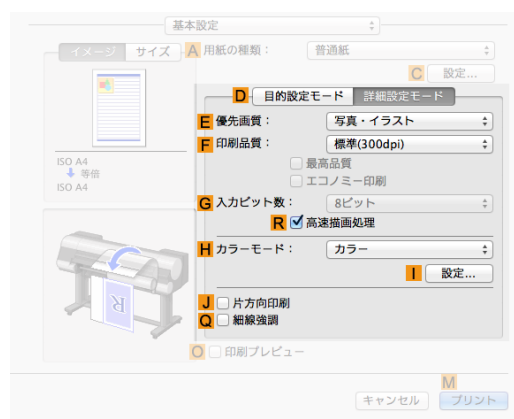 基本設定
イメージ サイズ A 用紙の種類： 普通紙
C 設定...
D 目的設定モード 詳細設定モード
E 優先画質： 写真・イラスト
F 印刷品質： 標準(300dpi)
最高品質
エコノミー印刷
ISO A4
等倍
ISO A4
G 入力ビット数： 8ビット
R 高速描画処理
H カラーモード： カラー
I 設定...
J 片方向印刷
Q 細線強調
O 印刷プレビュー
M
キャンセル プリント